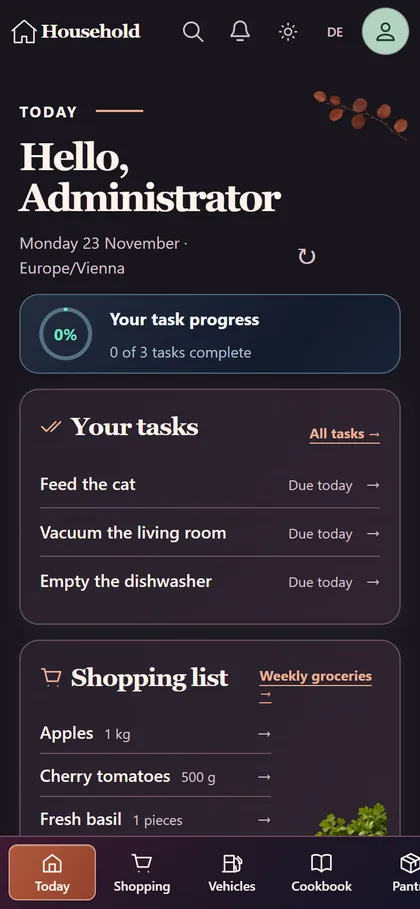 Household
DE
TODAY
Hello,
Administrator
Monday 23 November ·
Europe/Vienna
↻
0%
Your task progress
0 of 3 tasks complete
Your tasks
All tasks →
Feed the cat Due today →
Vacuum the living room Due today →
Empty the dishwasher Due today →
Shopping list
Weekly groceries
→
Apples 1 kg →
Cherry tomatoes 500 g →
Fresh basil 1 pieces →
Today Shopping Vehicles Cookbook Pant